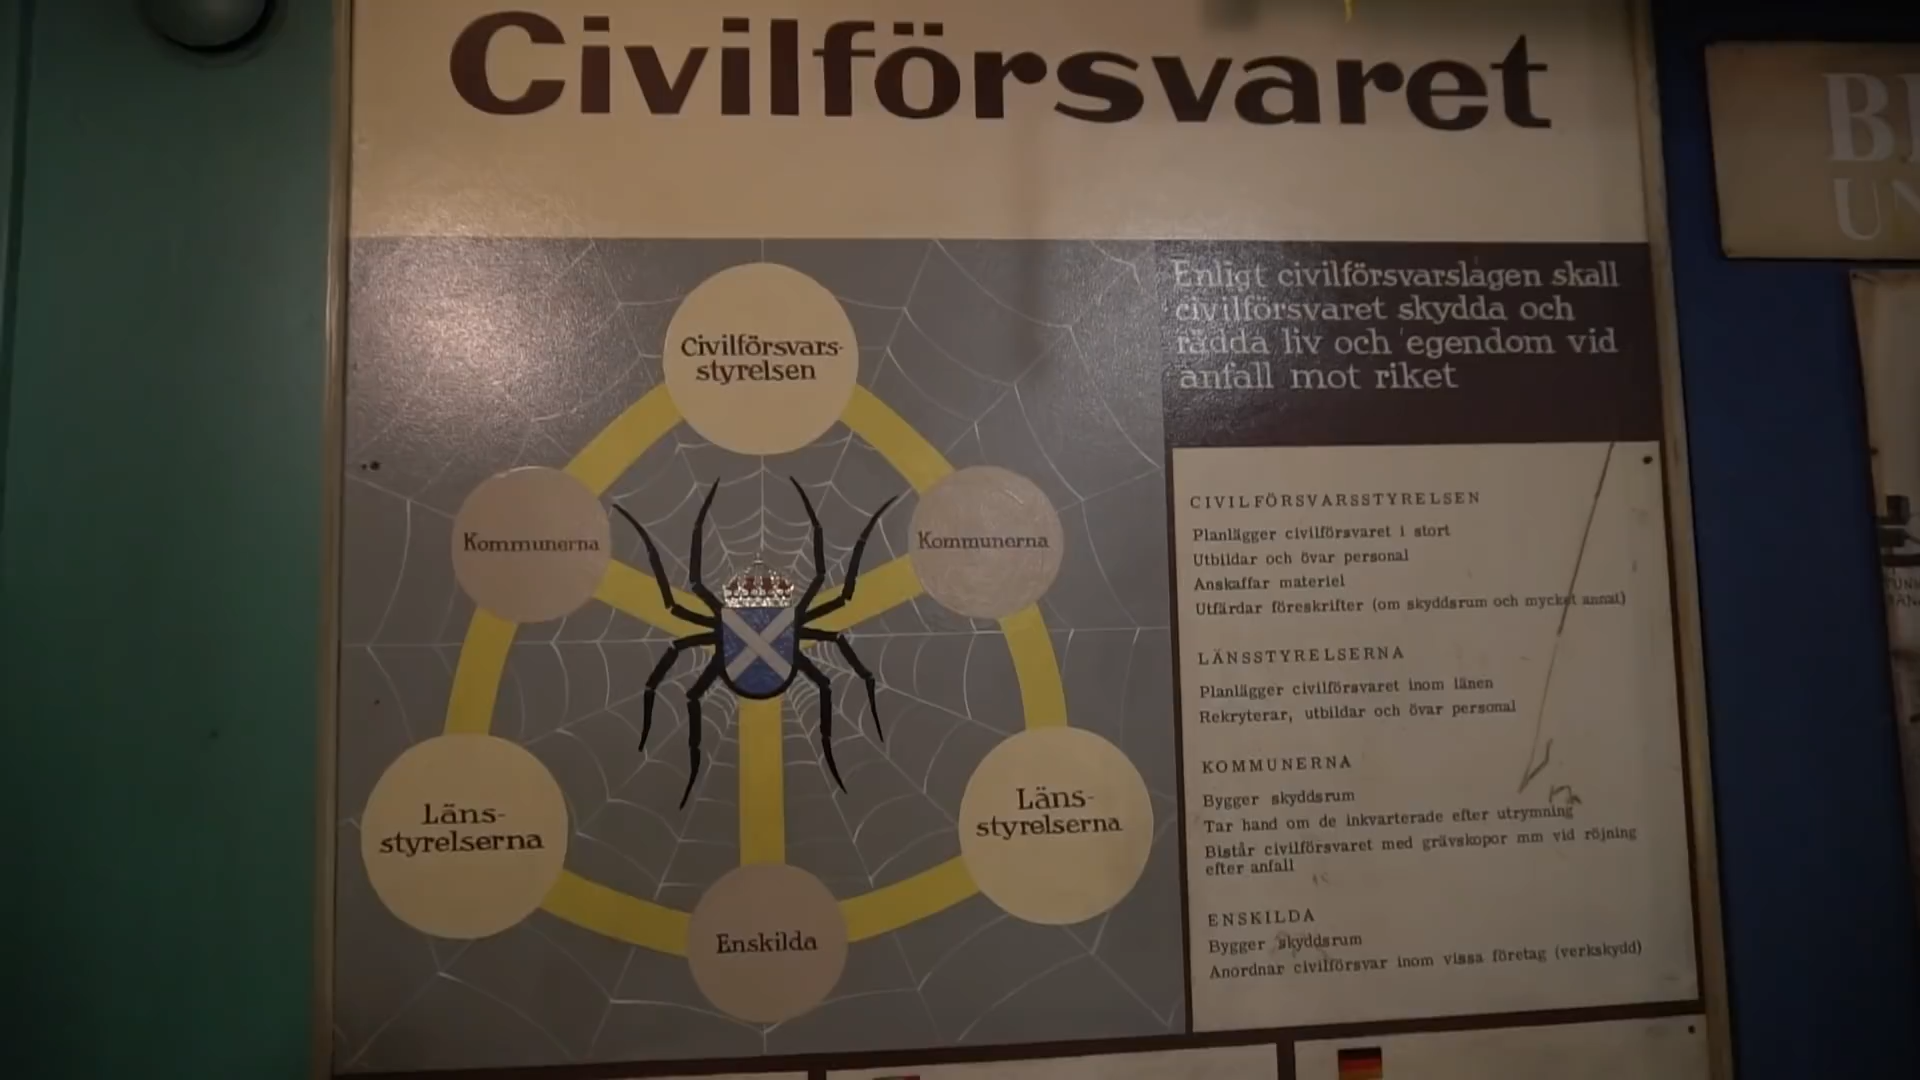 Civilförsvaret
Civilförsvars-
styrelsen
Kommunerna
Kommunerna
Läns-
styrelserna
Läns-
styrelserna
Enskilda
Enligt civilförsvarslagen skall
civilförsvaret skydda och
rädda liv och egendom vid
anfall mot riket
CIVILFÖRSVARSSTYRELSEN
Planlägger civilförsvaret i stort
Utbildar och övar personal
Anskaffar materiel
Utfärdar föreskrifter (om skyddsrum och mycket annat)
LÄNSSTYRELSERNA
Planlägger civilförsvaret inom länen
Rekryterar, utbildar och övar personal
KOMMUNERNA
Bygger skyddsrum
Tar hand om de inkvarterade efter utrymning
Bistår civilförsvaret med grävskopor mm vid röjning
efter anfall
ENSKILDA
Bygger skyddsrum
Anordnar civilförsvar inom vissa företag (verkskydd)